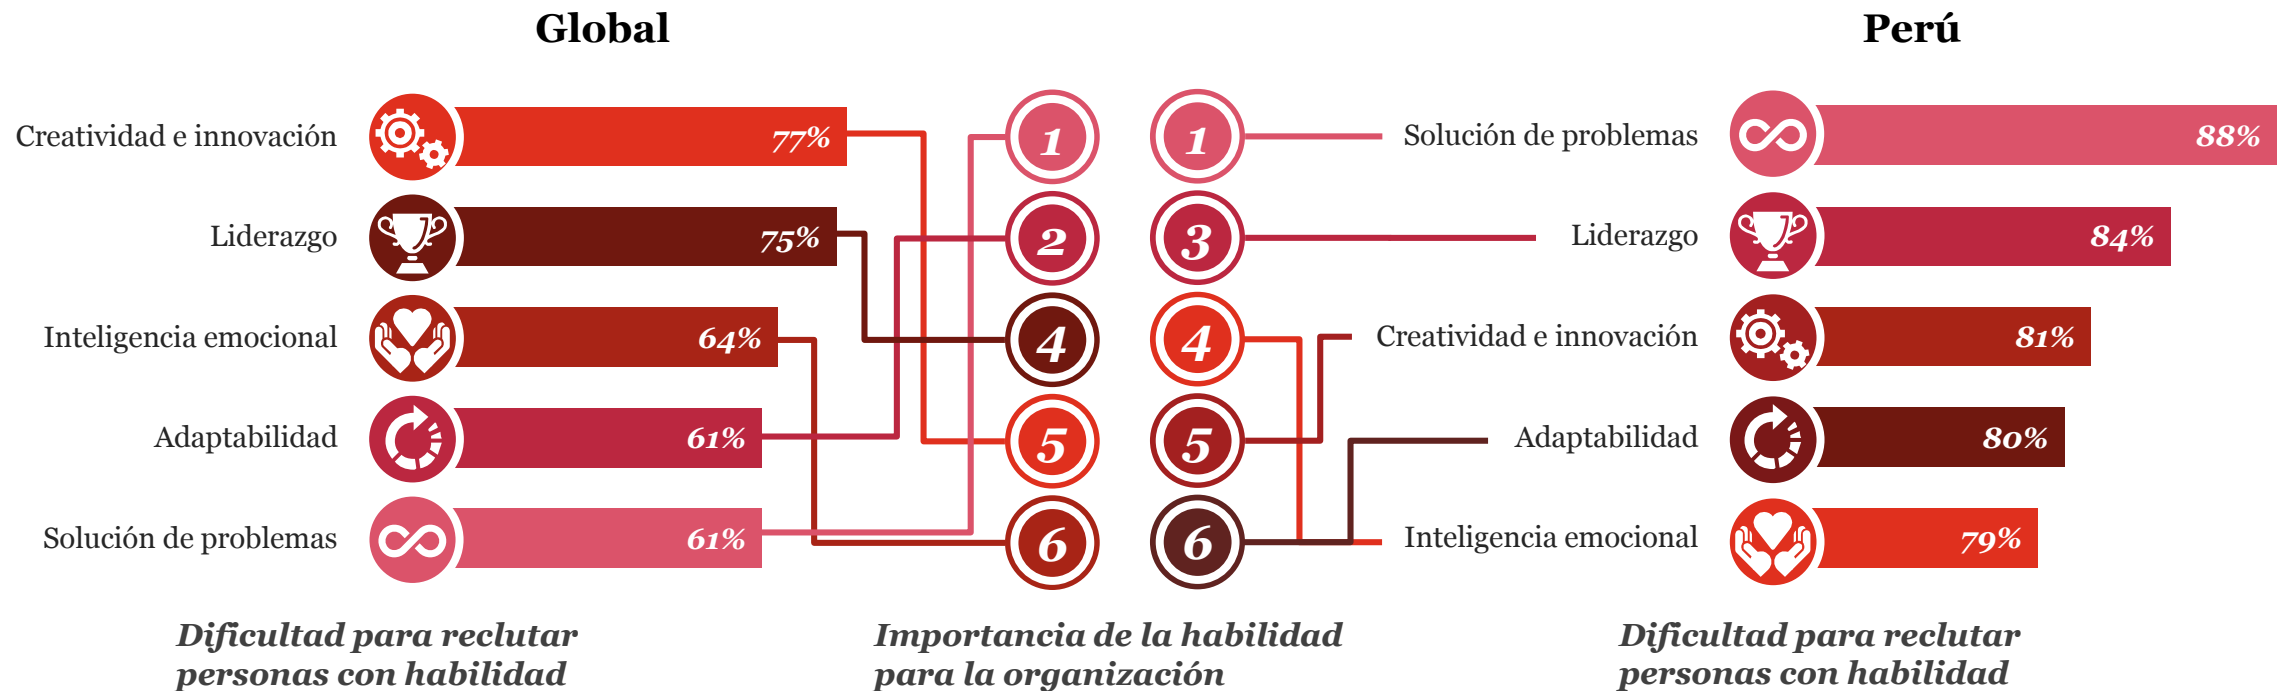 Global
Creatividad e innovación
77%
Liderazgo
75%
Inteligencia emocional
64%
Adaptabilidad
61%
Solución de problemas
61%
Dificultad para reclutar
personas con habilidad
1
2
4
5
6
1
3
4
5
6
Importancia de la habilidad
para la organización
Perú
Solución de problemas
88%
Liderazgo
84%
Creatividad e innovación
81%
Adaptabilidad
80%
Inteligencia emocional
79%
Dificultad para reclutar
personas con habilidad